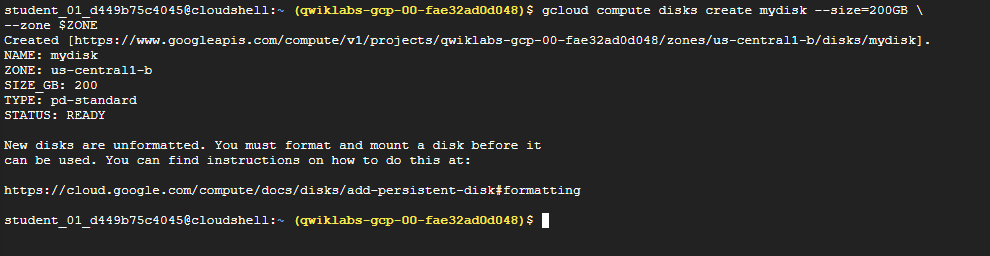 student_01_d449b75c4045@cloudshell:~ (qwiklabs-gcp-00-fae32ad0d048)$ gcloud compute disks create mydisk --size=200GB \
--zone $ZONE
Created [https://www.googleapis.com/compute/v1/projects/qwiklabs-gcp-00-fae32ad0d048/zones/us-central1-b/disks/mydisk].
NAME: mydisk
ZONE: us-central1-b
SIZE_GB: 200
TYPE: pd-standard
STATUS: READY
New disks are unformatted. You must format and mount a disk before it
can be used. You can find instructions on how to do this at:
https://cloud.google.com/compute/docs/disks/add-persistent-disk#formatting
student_01_d449b75c4045@cloudshell:~ (qwiklabs-gcp-00-fae32ad0d048)$